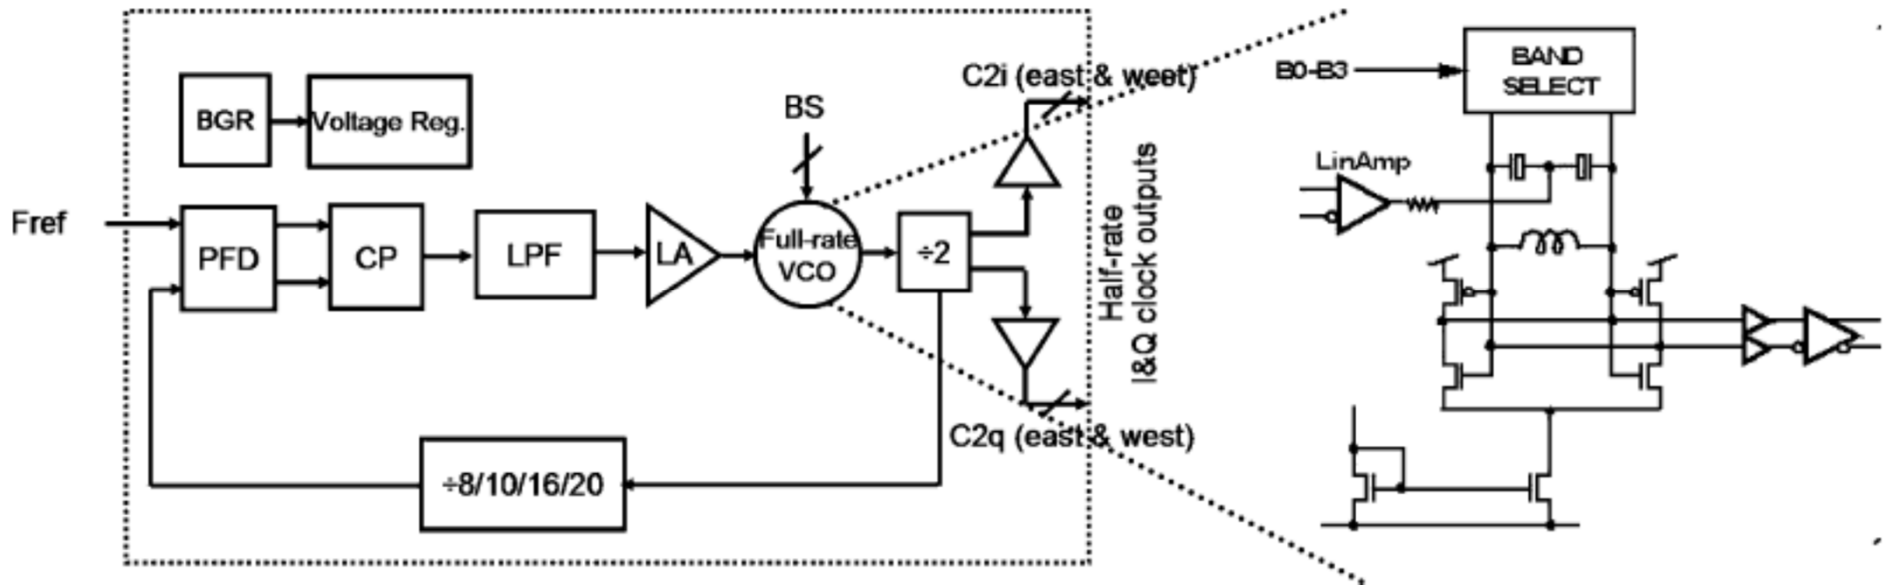 BGR
Voltage Reg.
Fref
PFD
CP
LPF
LA
BS
Full-rate
VCO
÷2
C2i (east & west)
Half-rate
I&Q clock outputs
C2q (east & west)
÷8/10/16/20
B0-B3
BAND
SELECT
LinAmp